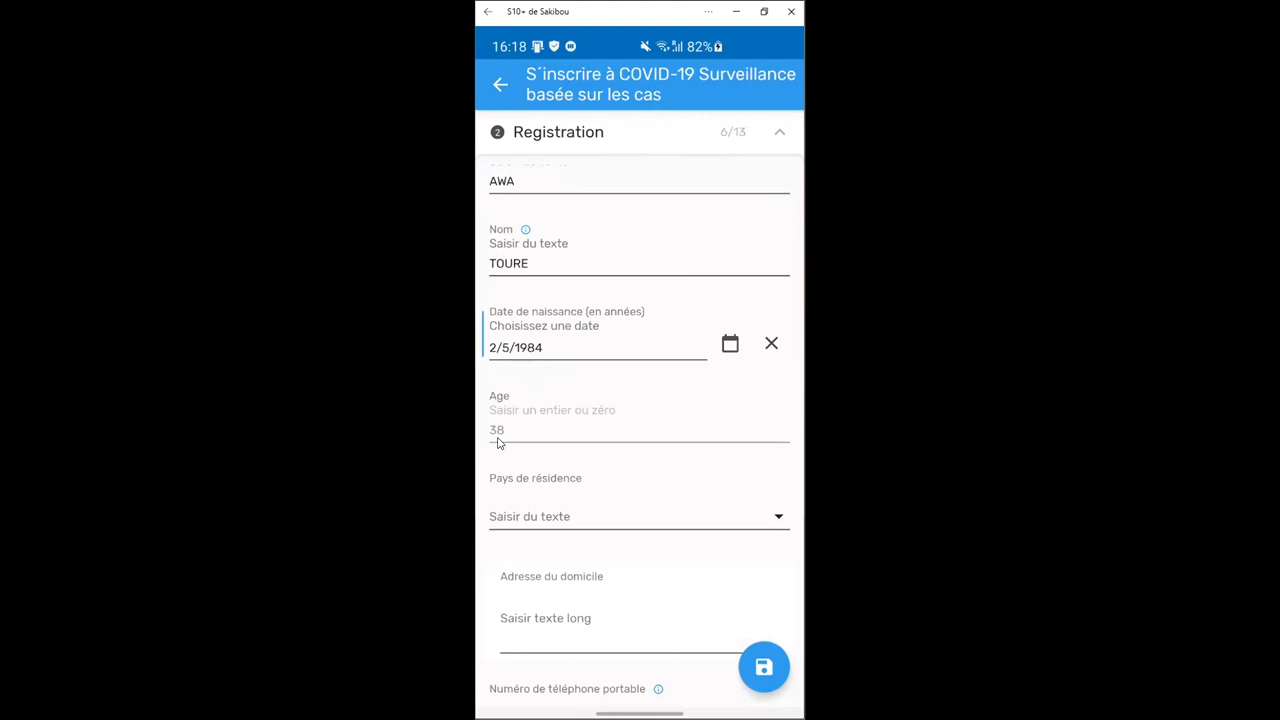 S10+ de Sakibou
16:18 82%
S´inscrire à COVID-19 Surveillance
basée sur les cas
2 Registration 6/13
AWA
Nom
Saisir du texte
TOURE
Date de naissance (en années)
Choisissez une date
2/5/1984
Age
Saisir un entier ou zéro
38
Pays de résidence
Saisir du texte
Adresse du domicile
Saisir texte long
Numéro de téléphone portable